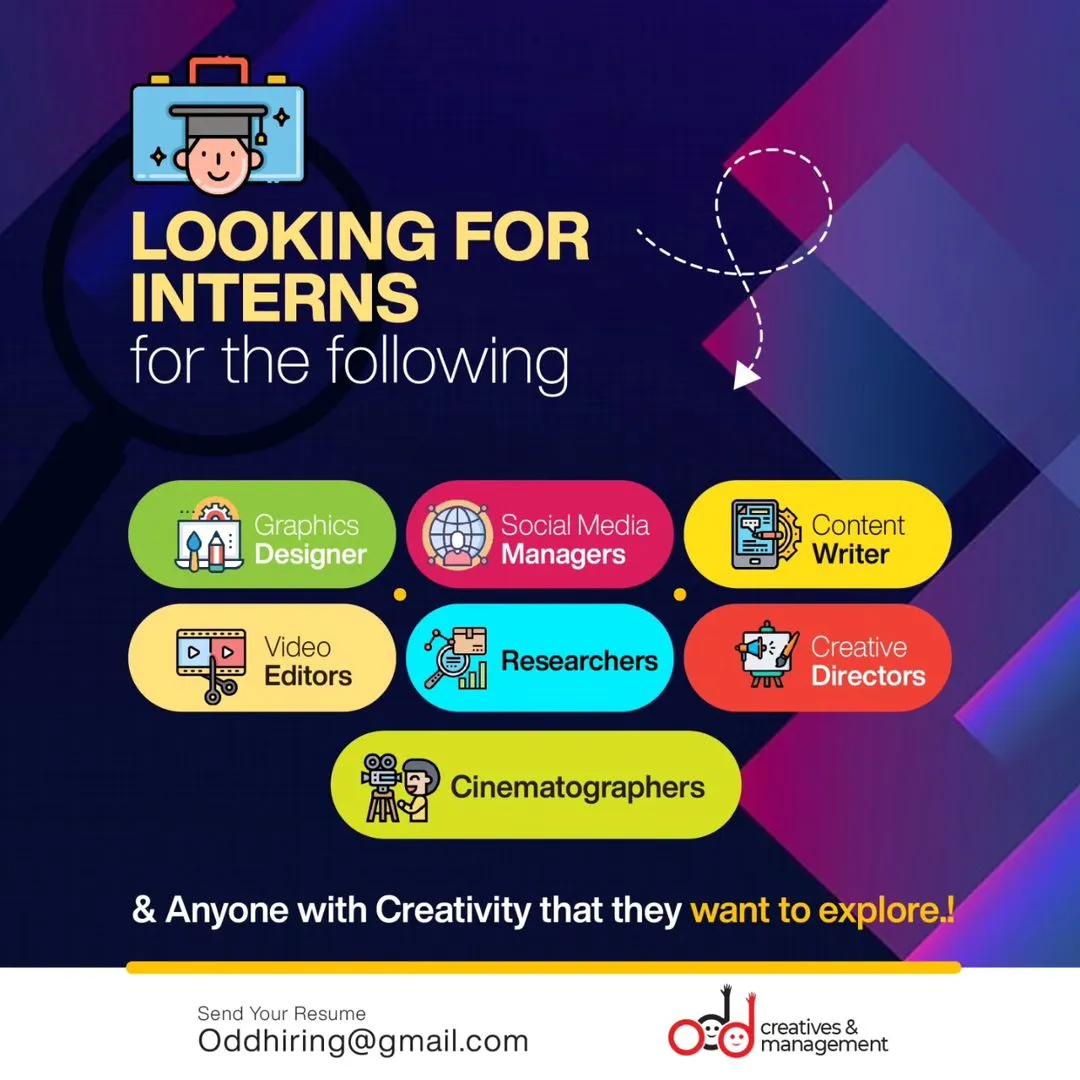 LOOKING FOR
INTERNS
for the following
Graphics
Designer
Social Media
Managers
Content
Writer
Video
Editors
Researchers
Creative
Directors
Cinematographers
& Anyone with Creativity that they want to explore.!
Send Your Resume
Oddhiring@gmail.com
odd
creatives &
management